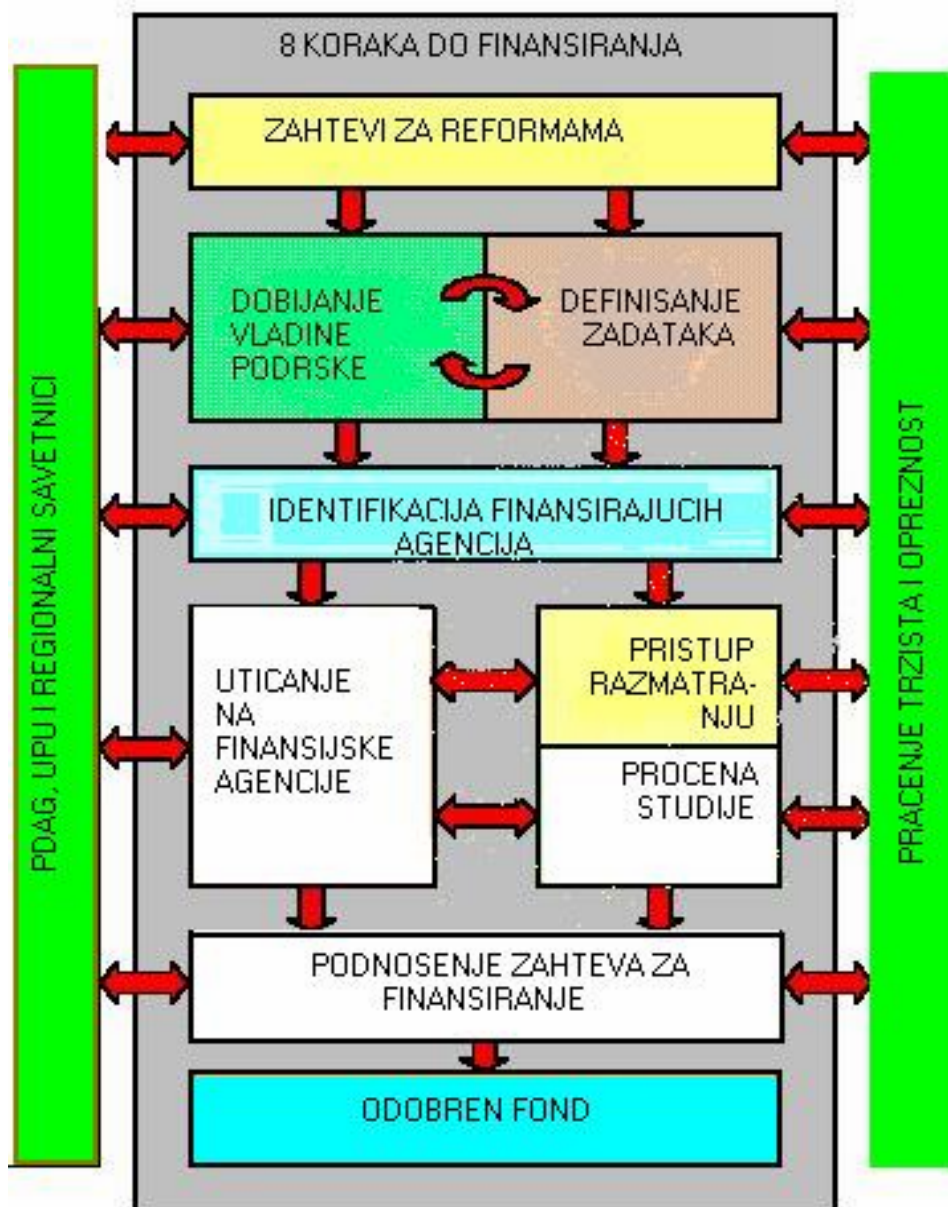 8 KORAKA DO FINANSIRANJA
ZAHTEVI ZA REFORMAMA
DOBIJANJE
VLADINE
PODRSKE
DEFINISANJE
ZADATAKA
IDENTIFIKACIJA FINANSIRAJUCIH
AGENCIJA
UTICANJE
NA
FINANSIJSKE
AGENCIJE
PRISTUP
RAZMATRA-
NJU
PROCENA
STUDIJE
PODNOSENJE ZAHTEVA ZA
FINANSIRANJE
ODOBREN FOND
PDAG, UPU I REGIONALNI SAVETNICI
PRACENJE TRZISTA I OPREZNOST